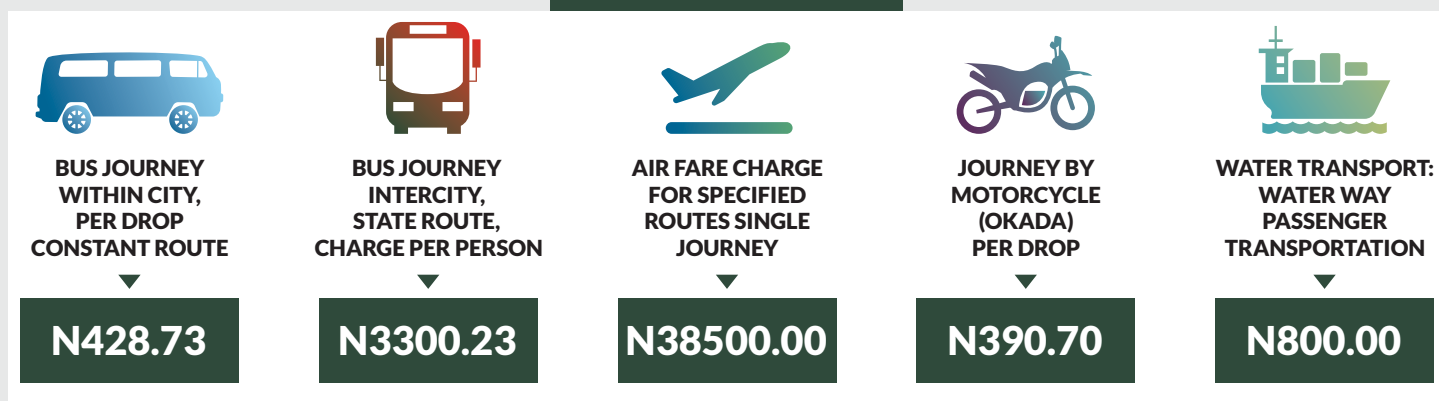 BUS JOURNEY
WITHIN CITY,
PER DROP
CONSTANT ROUTE
N428.73
BUS JOURNEY
INTERCITY,
STATE ROUTE,
CHARGE PER PERSON
N3300.23
AIR FARE CHARGE
FOR SPECIFIED
ROUTES SINGLE
JOURNEY
N38500.00
JOURNEY BY
MOTORCYCLE
(OKADA)
PER DROP
N390.70
WATER TRANSPORT:
WATER WAY
PASSENGER
TRANSPORTATION
N800.00